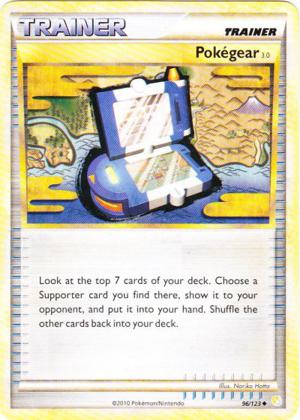 TRAINER
TRAINER
Pokégear 3.0
Look at the top 7 cards of your deck. Choose a
Supporter card you find there, show it to your
opponent, and put it into your hand. Shuffle the
other cards back into your deck.
Illus. Noriko Hotta
©2010 Pokémon/Nintendo
96/123